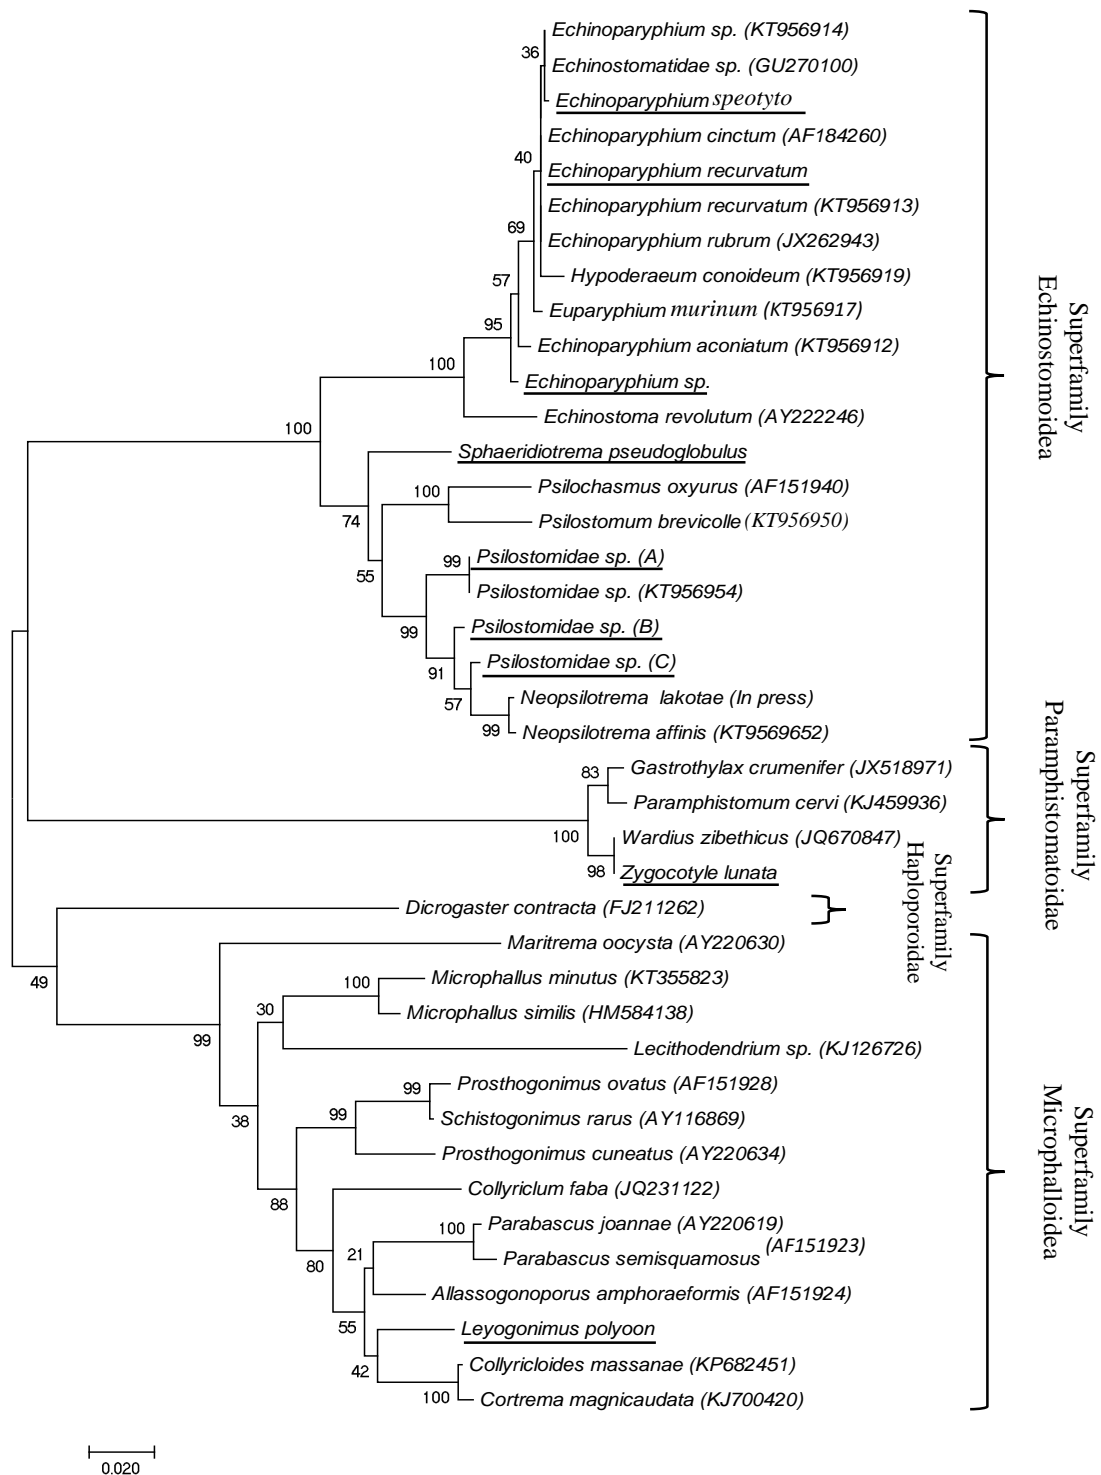 Echinoparyphium sp. (KT956914)
36
Echinostomatidae sp. (GU270100)
Echinoparyphium speotyto
Echinoparyphium cinctum (AF184260)
40
Echinoparyphium recurvatum
Echinoparyphium recurvatum (KT956913)
69
Echinoparyphium rubrum (JX262943)
57
Hypoderaeum conoideum (KT956919)
Euparyphium murinum (KT956917)
95
Echinoparyphium aconiatum (KT956912)
100
Echinoparyphium sp.
Echinostoma revolutum (AY222246)
100
Superfamily
Echinostomoidea
Sphaeridiotrema pseudoglobulus
Psilochasmus oxyurus (AF151940)
100
74
Psilostomum brevicolle (KT956950)
Psilostomidae sp. (A)
99
55
Psilostomidae sp. (KT956954)
99
Psilostomidae sp. (B)
91
Psilostomidae sp. (C)
57
Neopsilotrema lakotae (In press)
99
Neopsilotrema affinis (KT9569652)
Gastrothylax crumenifer (JX518971)
83
Paramphistomum cervi (KJ459936)
100
Wardius zibethicus (JQ670847)
98
Zygocotyle lunata
Superfamily
Paramphistomatoidae
Dicrogaster contracta (FJ211262)
Superfamily
Haploporoidae
Maritrema oocysta (AY220630)
49
Microphallus minutus (KT355823)
100
30
Microphallus similis (HM584138)
99
Lecithodendrium sp. (KJ126726)
Prosthogonimus ovatus (AF151928)
99
99
Schistogonimus rarus (AY116869)
38
Prosthogonimus cuneatus (AY220634)
Superfamily
Microphalloidea
Collyriclum faba (JQ231122)
88
Parabascus joannae (AY220619)
100
21
Parabascus semisquamosus (AF151923)
80
Allassogonoporus amphoraeformis (AF151924)
55
Leyogonimus polyoon
42
Collyricloides massanae (KP682451)
100
Cortrema magnicaudata (KJ700420)
0.020